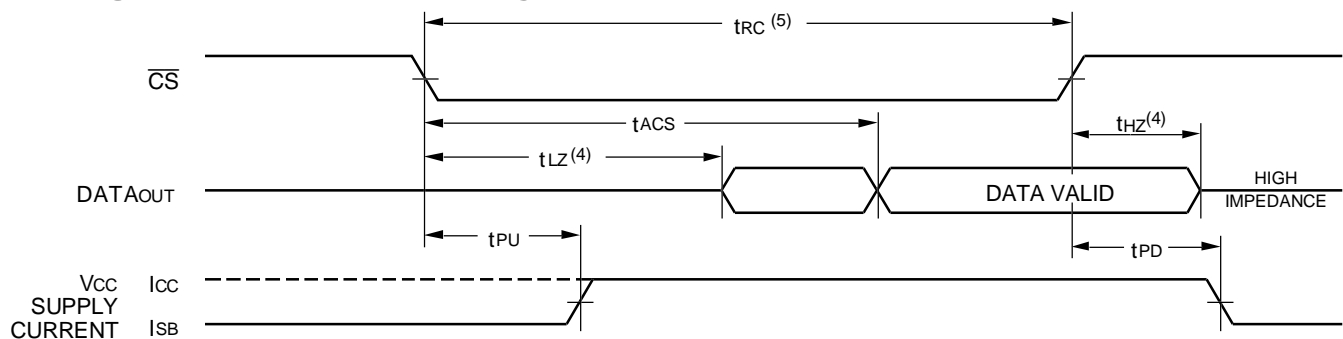 tRC (5)
CS
tACS
tHZ(4)
tLZ(4)
DATAOUT
DATA VALID
HIGH
IMPEDANCE
tPU
tPD
VCC ICC
SUPPLY
CURRENT ISB